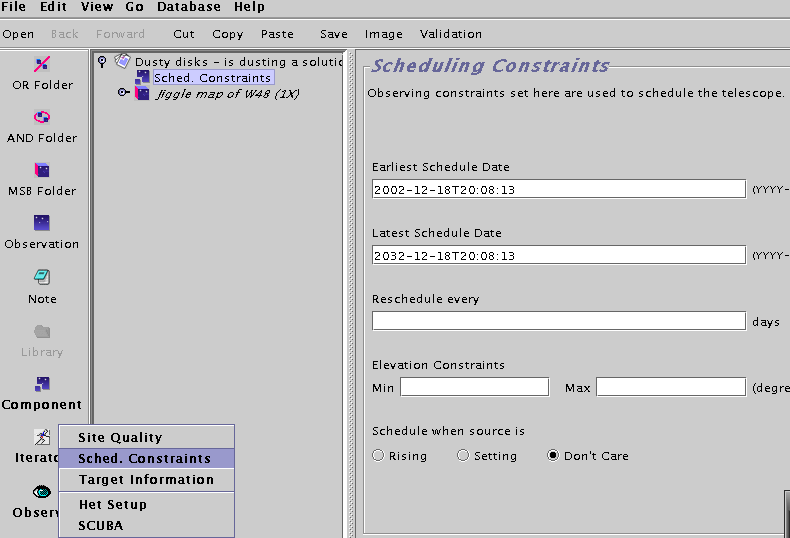 File Edit View Go Database Help
Open Back Forward Cut Copy Paste Save Image Validation
OR Folder
AND Folder
MSB Folder
Observation
Note
Library
Component
Dusty disks - is dusting a
Sched. Constraints
Jiggle map of W48 (1X)
Site Quality
Sched. Constraints
Target Information
Het Setup
SCUBA
Scheduling Constraints
Observing constraints set here are used to schedule the telescope.
Earliest Schedule Date
2002-12-18T20:08:13 (YYYY-
Latest Schedule Date
2032-12-18T20:08:13 (YYYY-
Reschedule every
days
Elevation Constraints
Min Max
Schedule when source is
Rising Setting Don't Care